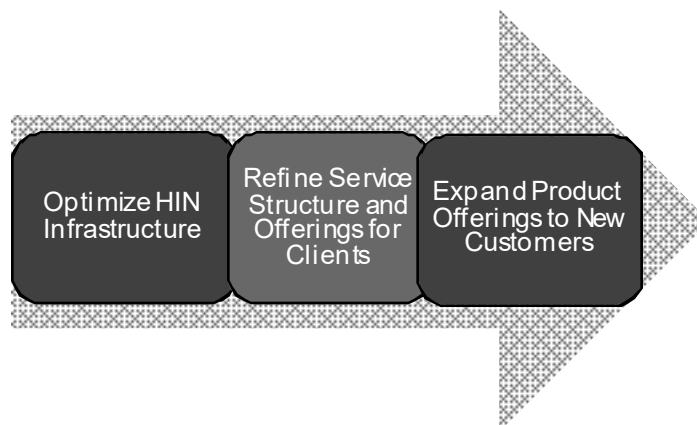 Optimize HIN
Infrastructure
Refine Service
Structure and
Offerings for
Clients
Expand Product
Offerings to New
Customers